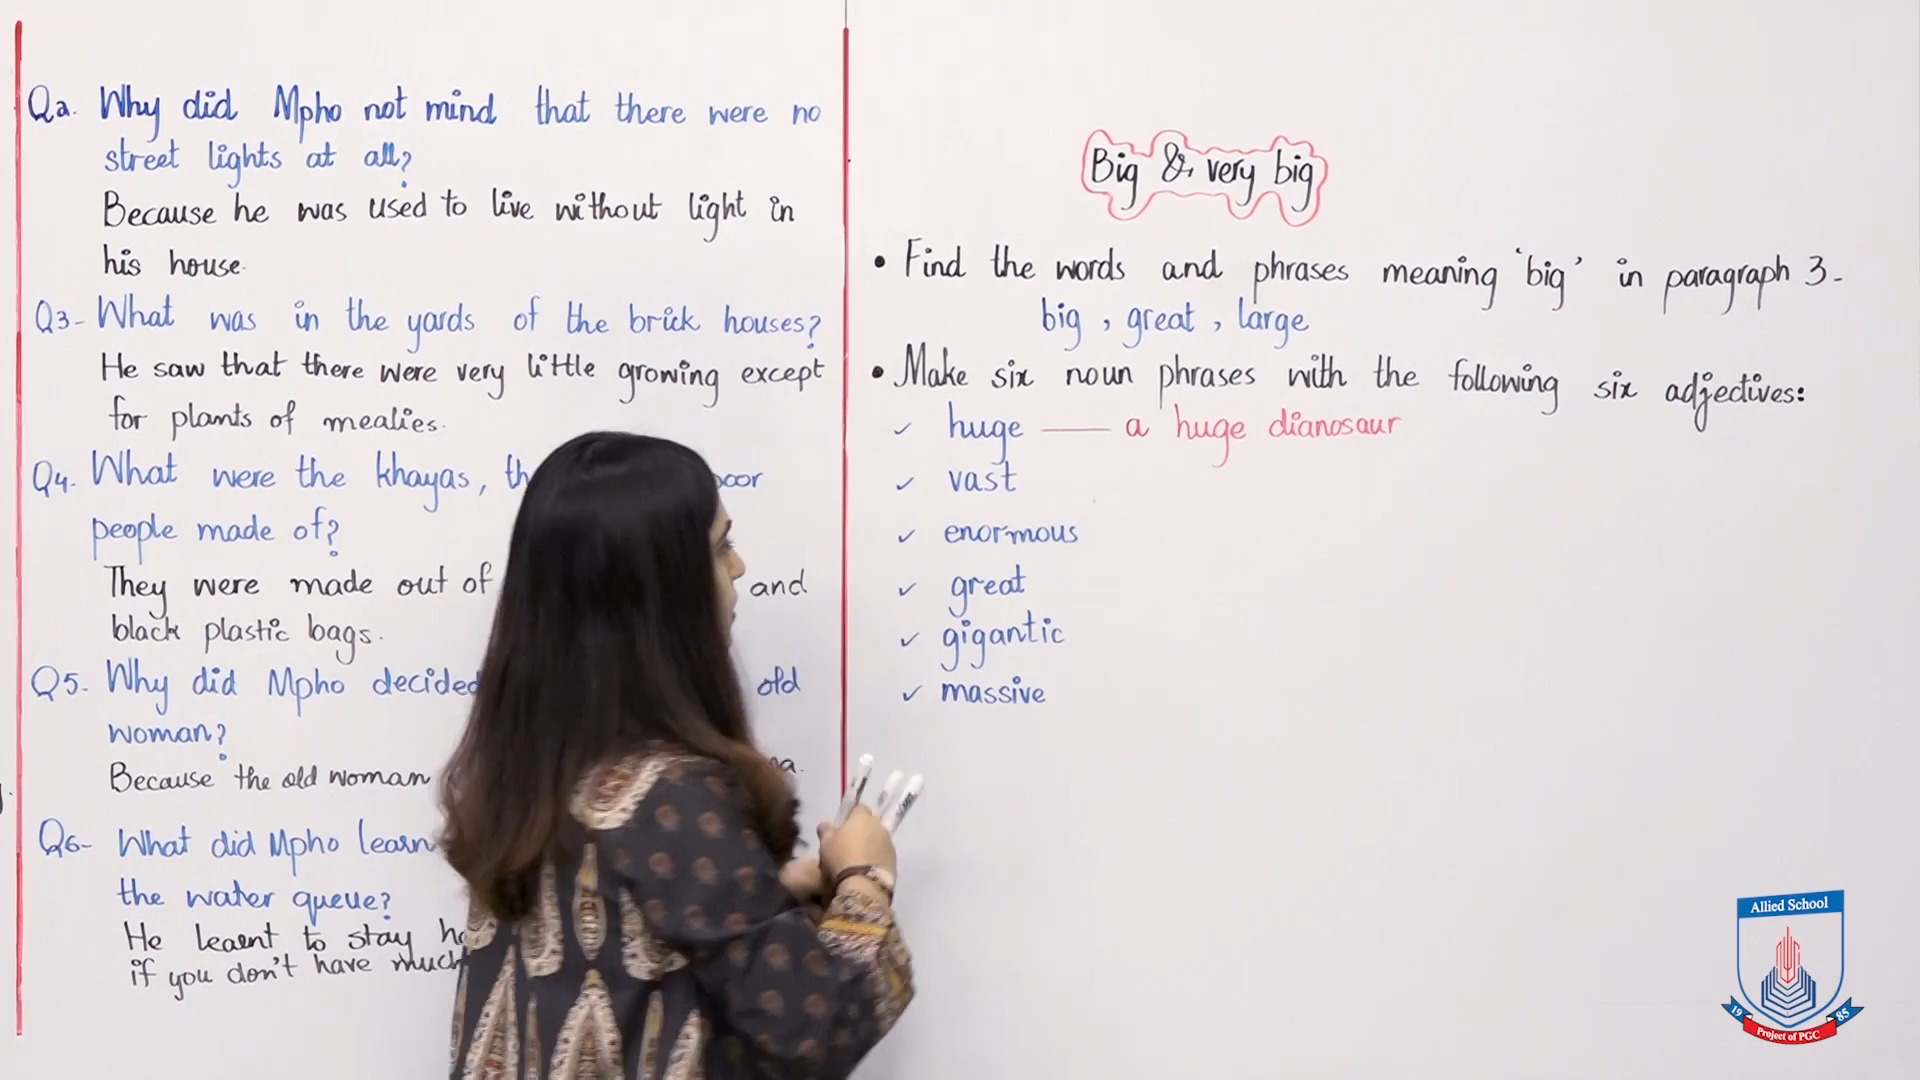 Q2. Why did Mpho not mind that there were no
street lights at all?
Because he was used to live without light in
his house.
Q3- What was in the yards of the brick houses?
He saw that there were very little growing except
for plants of mealies.
Q4. What were the khayas, poor
people made of?
They were made out of and
black plastic bags.
Q5- Why did Mpho decided old
woman?
Because the old woman
Q6- What did Mpho learn
the water queue?
He learnt to stay
if you don't have much
Big & very big
• Find the words and phrases meaning 'big' in paragraph 3-
big, great, large
• Make six noun phrases with the following six adjectives:
✓ huge — a huge dianosaur
✓ vast
✓ enormous
✓ great
✓ gigantic
✓ massive
Allied School
19 85
Project of PGC